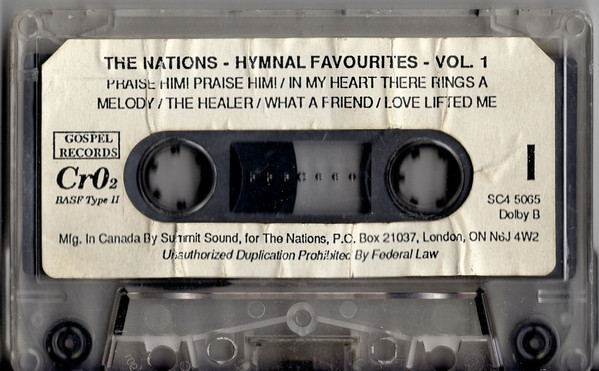 THE NATIONS - HYMNAL FAVOURITES - VOL. 1
PRAISE HIM! PRAISE HIM! / IN MY HEART THERE RINGS A
MELODY / THE HEALER / WHAT A FRIEND / LOVE LIFTED ME
GOSPEL
RECORDS
CrO2
BASF Type II
I
SC4 5065
Dolby B
Mfg. In Canada By Summit Sound, for The Nations, P.C. Box 21037, London, ON N6J 4W2
Unauthorized Duplication Prohibited By Federal Law